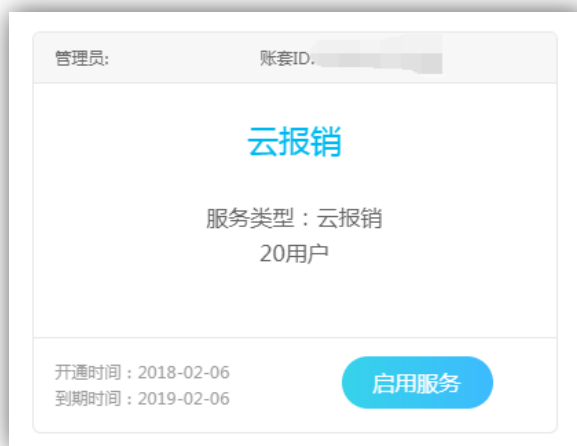 管理员: 账套ID:
云报销
服务类型：云报销
20用户
开通时间：2018-02-06
到期时间：2019-02-06
启用服务